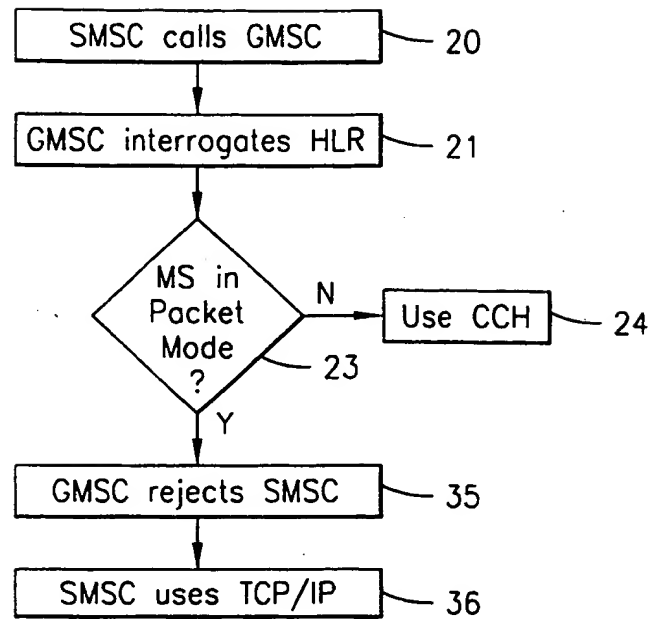 SMSC calls GMSC
20
GMSC interrogates HLR
21
MS in
Packet
Mode
?
23
N
Use CCH
24
Y
GMSC rejects SMSC
35
SMSC uses TCP/IP
36